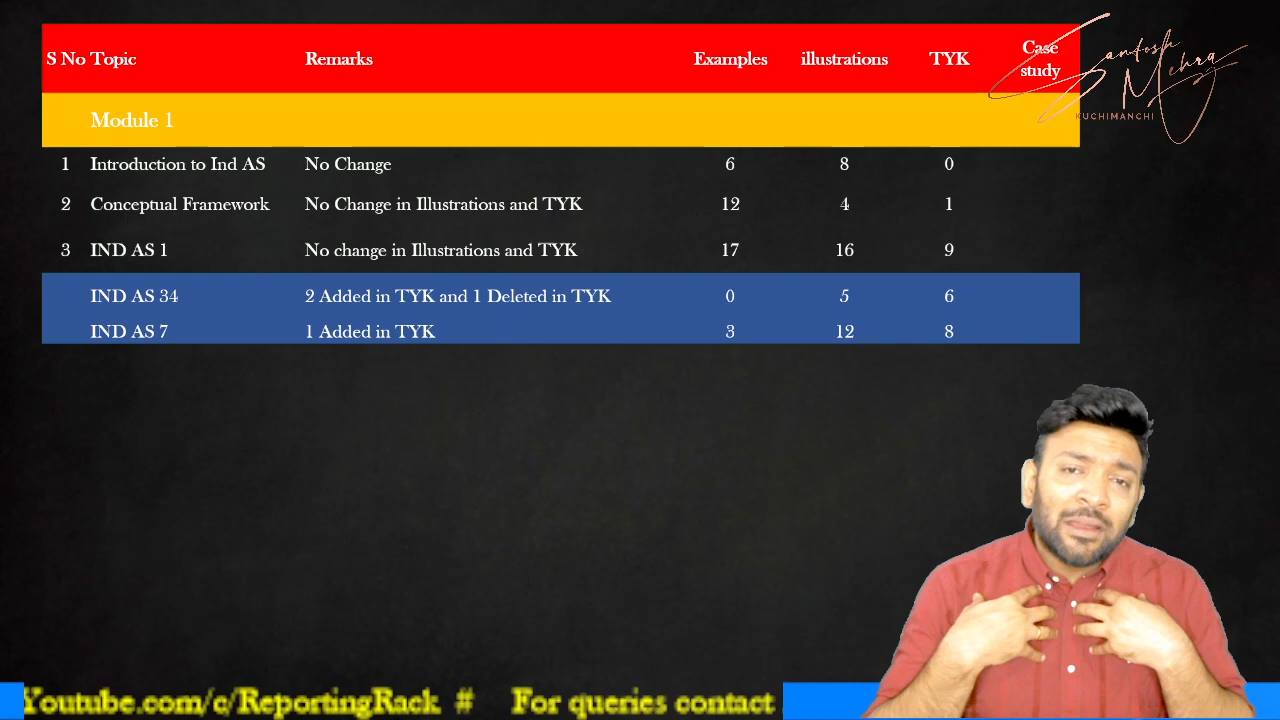 S No Topic Remarks Examples illustrations TYK Case study
Santosh Mehra
KUCHIMANCHI
Module 1
1 Introduction to Ind AS No Change 6 8 0
2 Conceptual Framework No Change in Illustrations and TYK 12 4 1
3 IND AS 1 No change in Illustrations and TYK 17 16 9
IND AS 34 2 Added in TYK and 1 Deleted in TYK 0 5 6
IND AS 7 1 Added in TYK 3 12 8
Youtube.com/c/ReportingRack # For queries contact